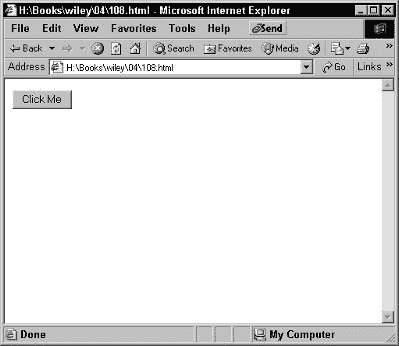 H:\Books\wiley\04\108.html - Microsoft Internet Explorer
File Edit View Favorites Tools Help Send
Back Search Favorites Media »
Address H:\Books\wiley\04\108.html Go Links »
Click Me
Done My Computer